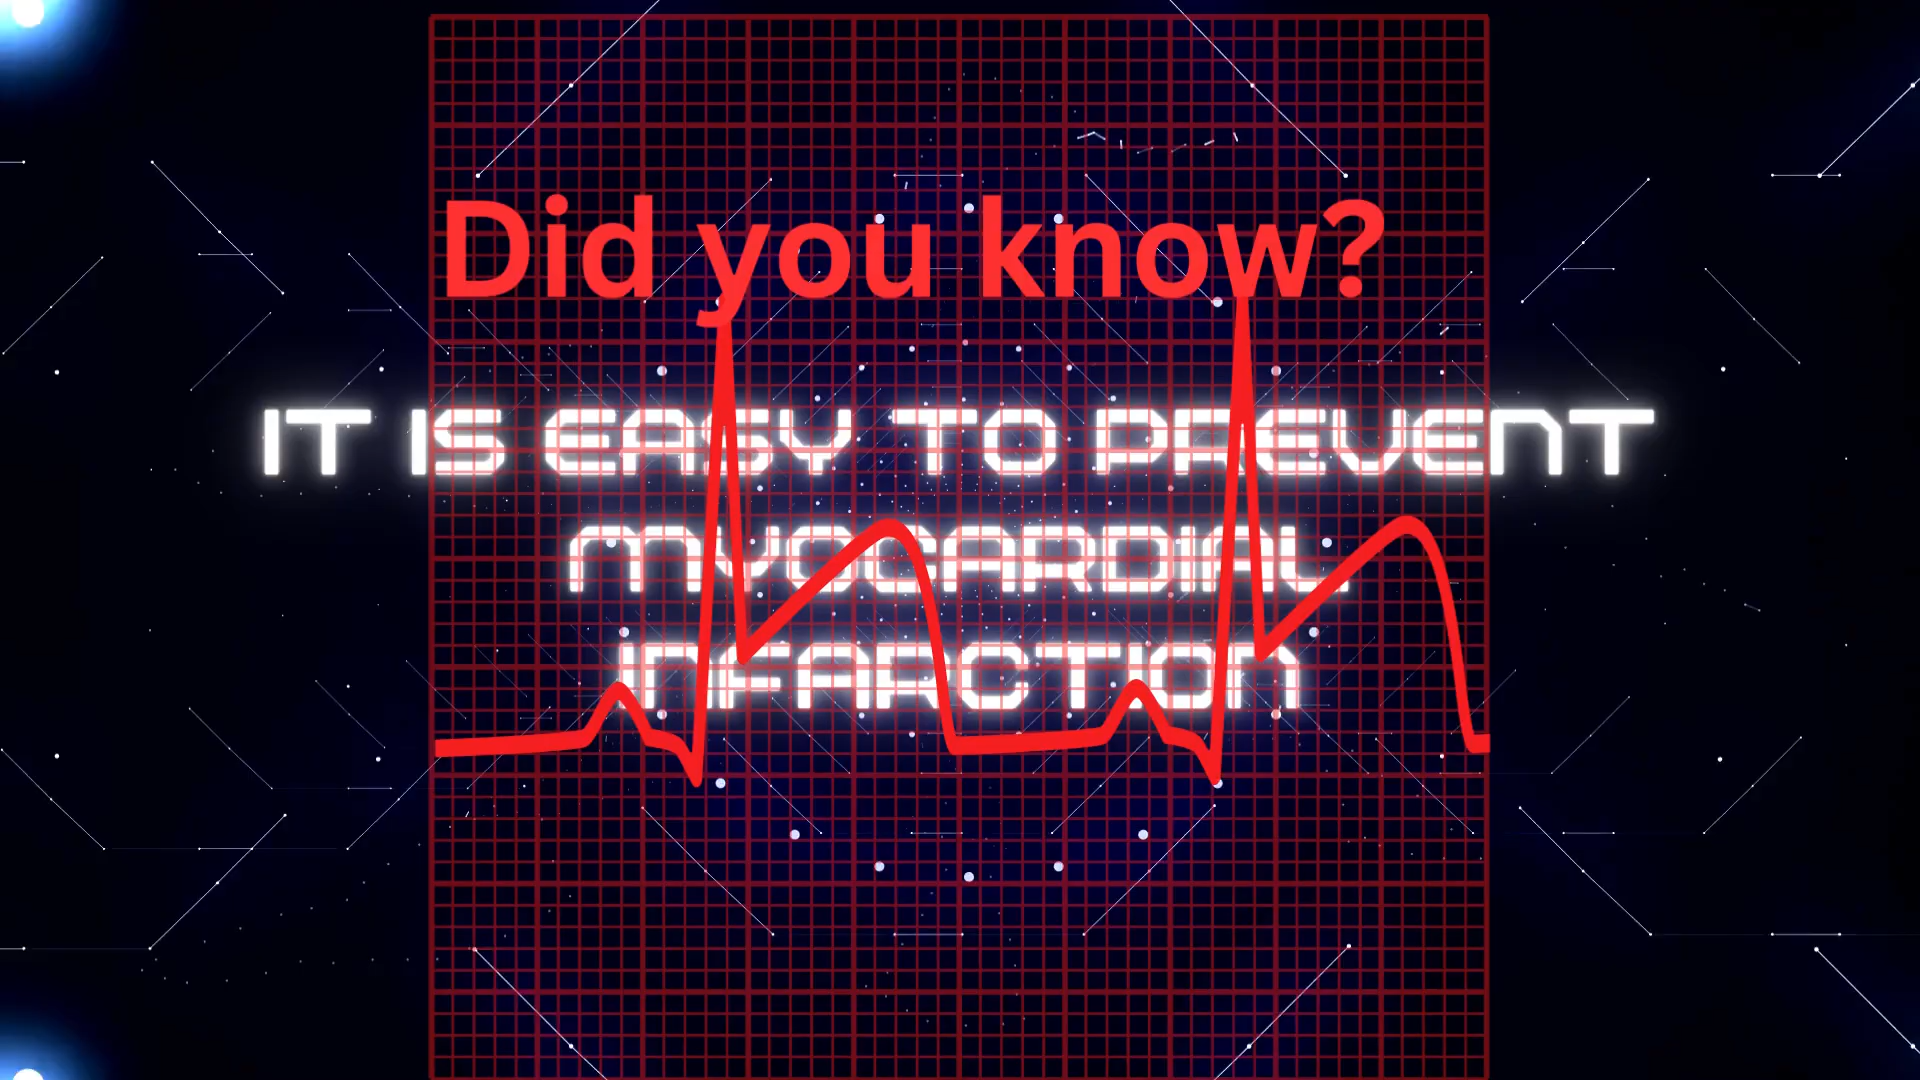 Did you know?
IT IS EASY TO PREVENT
MYOCARDIAL
INFARCTION